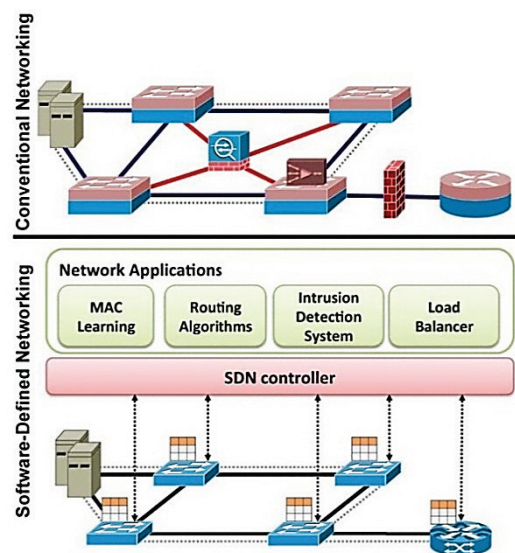 Conventional Networking
Software-Defined Networking
Network Applications
MAC
Learning
Routing
Algorithms
Intrusion
Detection
System
Load
Balancer
SDN controller